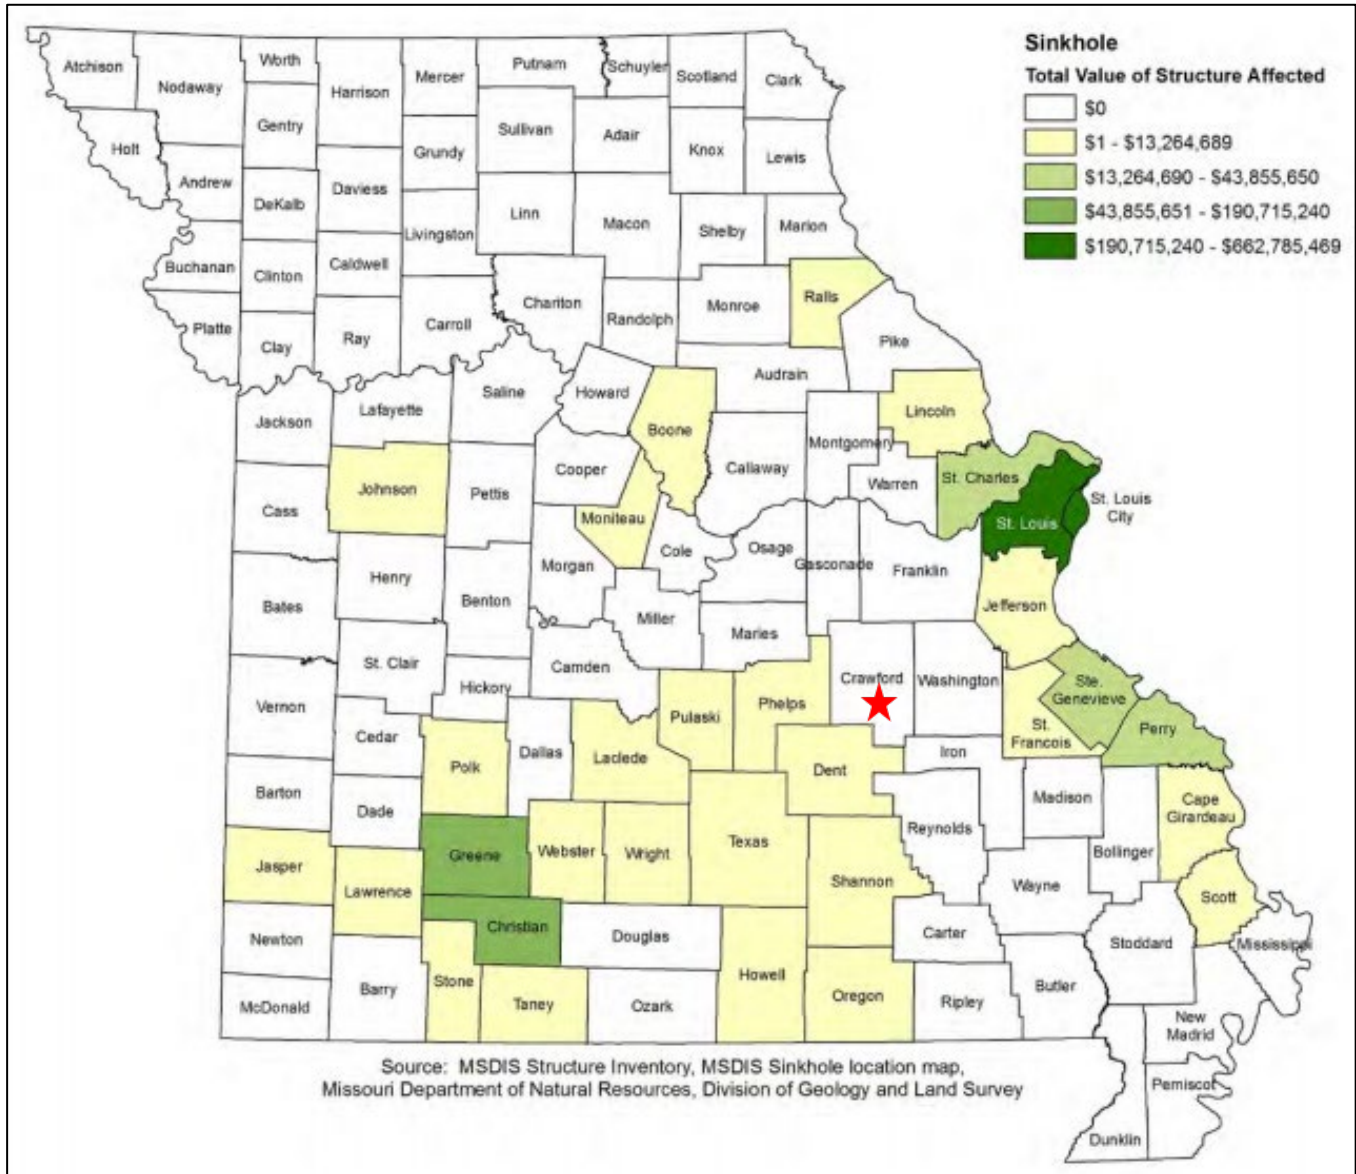 Sinkhole
Total Value of Structure Affected
$0
$1 - $13,264,689
$13,264,690 - $43,855,650
$43,855,651 - $190,715,240
$190,715,240 - $662,785,469
Atchison
Nodaway
Worth
Harrison
Mercer
Putnam
Schuyler
Scotland
Clark
Gentry
Holt
Andrew
DeKalb
Daviess
Grundy
Sullivan
Adair
Knox
Lewis
Livingston
Linn
Macon
Shelby
Marion
Buchanan
Clinton
Caldwell
Chariton
Randolph
Monroe
Ralls
Platte
Clay
Ray
Carroll
Pike
Audrain
Saline
Howard
Lafayette
Jackson
Boone
Lincoln
Montgomery
Callaway
Cooper
Warren
St. Charles
St. Louis
City
St. Louis
Johnson
Pettis
Cass
Moniteau
Cole
Osage
Gasconade
Franklin
Morgan
Henry
Benton
Bates
Miller
Maries
Jefferson
St. Clair
Camden
Hickory
Crawford
Washington
Vernon
Pulaski
Phelps
Ste.
Genevieve
St.
Francois
Perry
Cedar
Polk
Dallas
Laclede
Dent
Iron
Barton
Dade
Madison
Cape
Girardeau
Reynolds
Bollinger
Jasper
Lawrence
Greene
Webster
Wright
Texas
Shannon
Wayne
Scott
Newton
Christian
Douglas
Carter
Stoddard
Mississippi
McDonald
Barry
Stone
Taney
Ozark
Howell
Oregon
Ripley
Butler
New
Madrid
Pemiscot
Dunklin
Source: MSDIS Structure Inventory, MSDIS Sinkhole location map,
Missouri Department of Natural Resources, Division of Geology and Land Survey